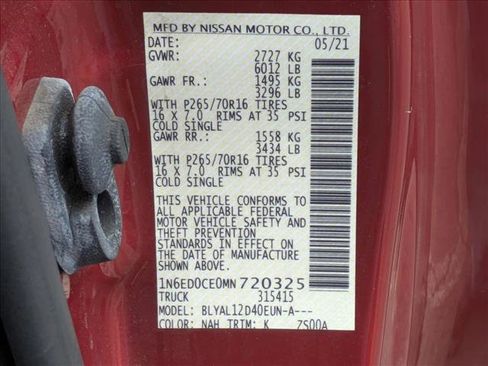 MFD BY NISSAN MOTOR CO., LTD.
DATE: 05/21
GVWR: 2727 KG
6012 LB
GAWR FR: 1495 KG
3296 LB
WITH P265/70R16 TIRES
16 X 7.0 RIMS AT 35 PSI
COLD SINGLE
GAWR RR: 1558 KG
3434 LB
WITH P265/70R16 TIRES
16 X 7.0 RIMS AT 35 PSI
COLD SINGLE
THIS VEHICLE CONFORMS TO
ALL APPLICABLE FEDERAL
MOTOR VEHICLE SAFETY AND
THEFT PREVENTION
STANDARDS IN EFFECT ON
THE DATE OF MANUFACTURE
SHOWN ABOVE.
1N6ED0CE0MN720325
TRUCK 315415
MODEL: BLYAL12D40EUN-A---
COLOR: NAH TRIM: K 7S00A